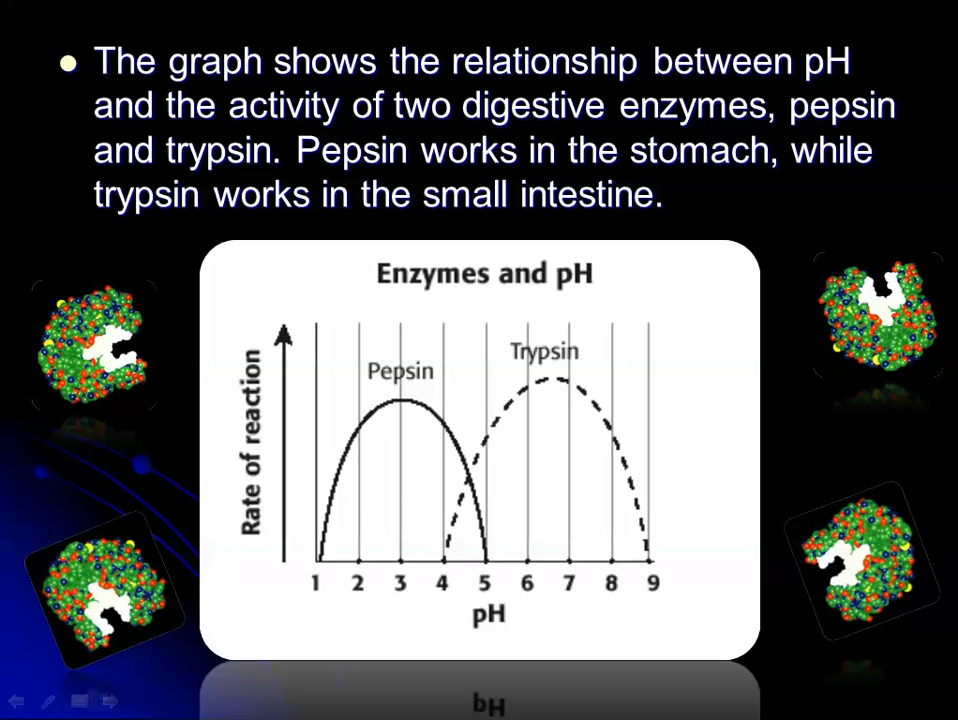 The graph shows the relationship between pH
and the activity of two digestive enzymes, pepsin
and trypsin. Pepsin works in the stomach, while
trypsin works in the small intestine.
Enzymes and pH
Trypsin
Pepsin
Rate of reaction
1 2 3 4 5 6 7 8 9
pH